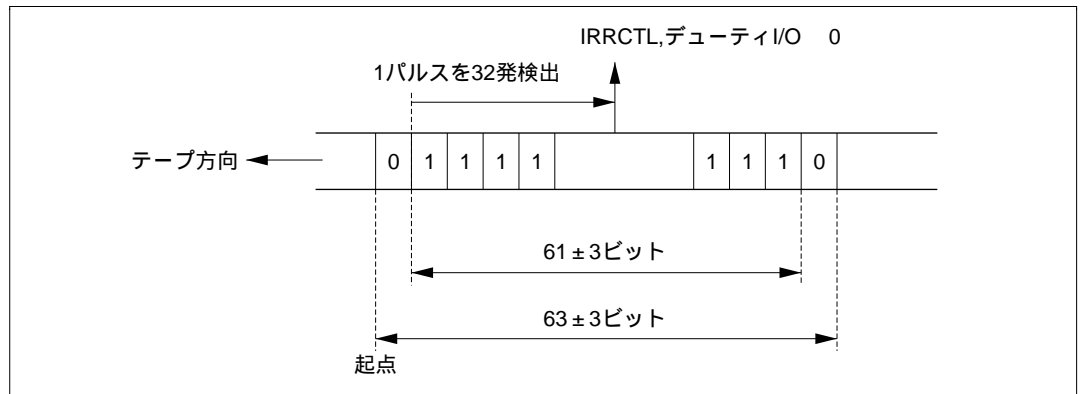 IRRCTL,デューティI/O 0
1パルスを32発検出
テープ方向
0 1 1 1 1 1 1 1 0
61±3ビット
63±3ビット
起点